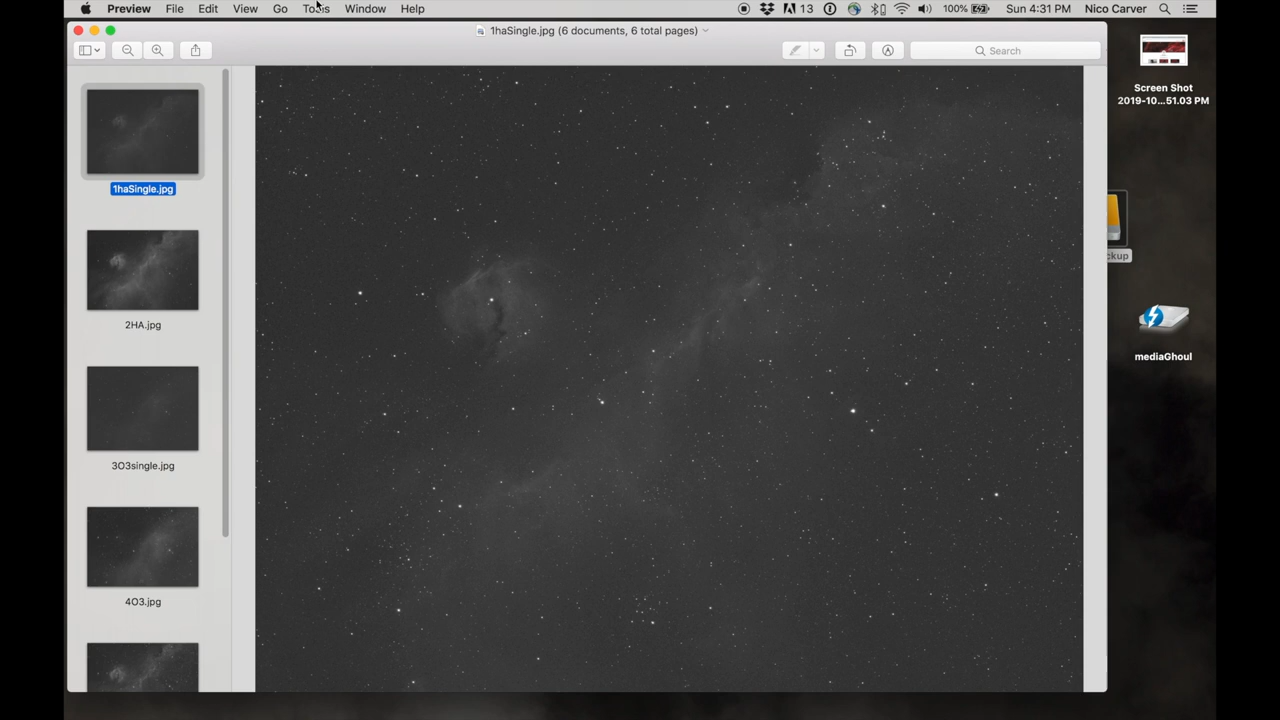 Preview File Edit View Go Tools Window Help 13 100% Sun 4:31 PM Nico Carver
1haSingle.jpg (6 documents, 6 total pages)
Search
1haSingle.jpg
2HA.jpg
3O3single.jpg
4O3.jpg
Screen Shot
2019-10...51.03 PM
ckup
mediaGhoul